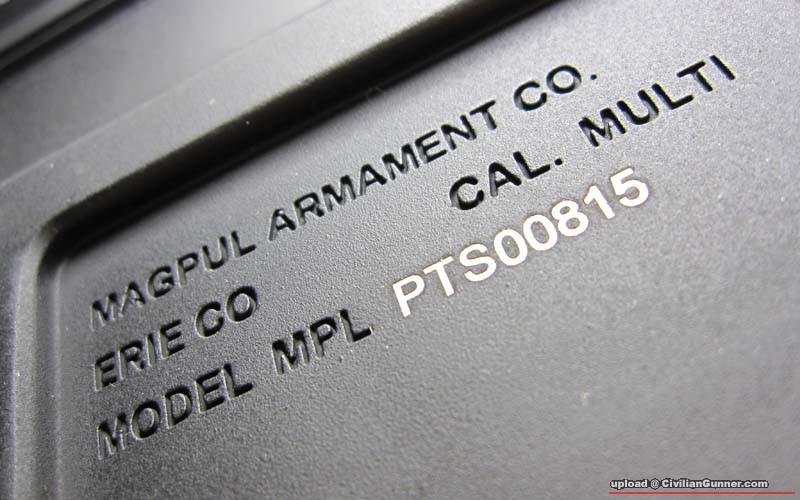 MAGPUL ARMAMENT CO.
ERIE CO CAL. MULTI
MODEL MPL PTS00815
upload @ CivilianGunner.com